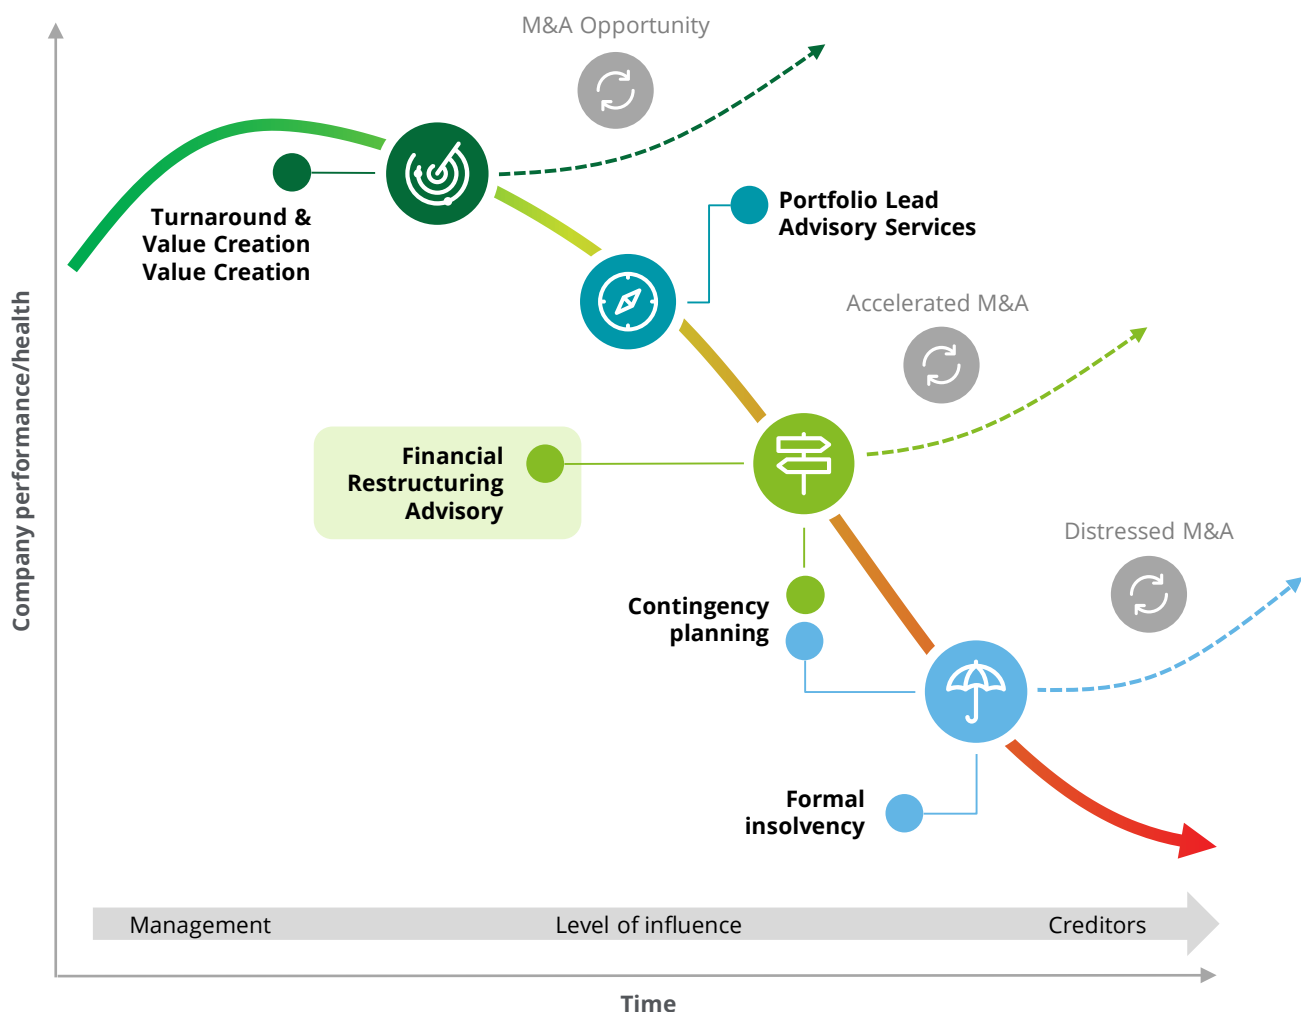 M&A Opportunity
Turnaround &
Value Creation
Value Creation
Portfolio Lead
Advisory Services
Accelerated M&A
Company performance/health
Financial
Restructuring
Advisory
Distressed M&A
Contingency
planning
Formal
insolvency
Management
Level of influence
Creditors
Time